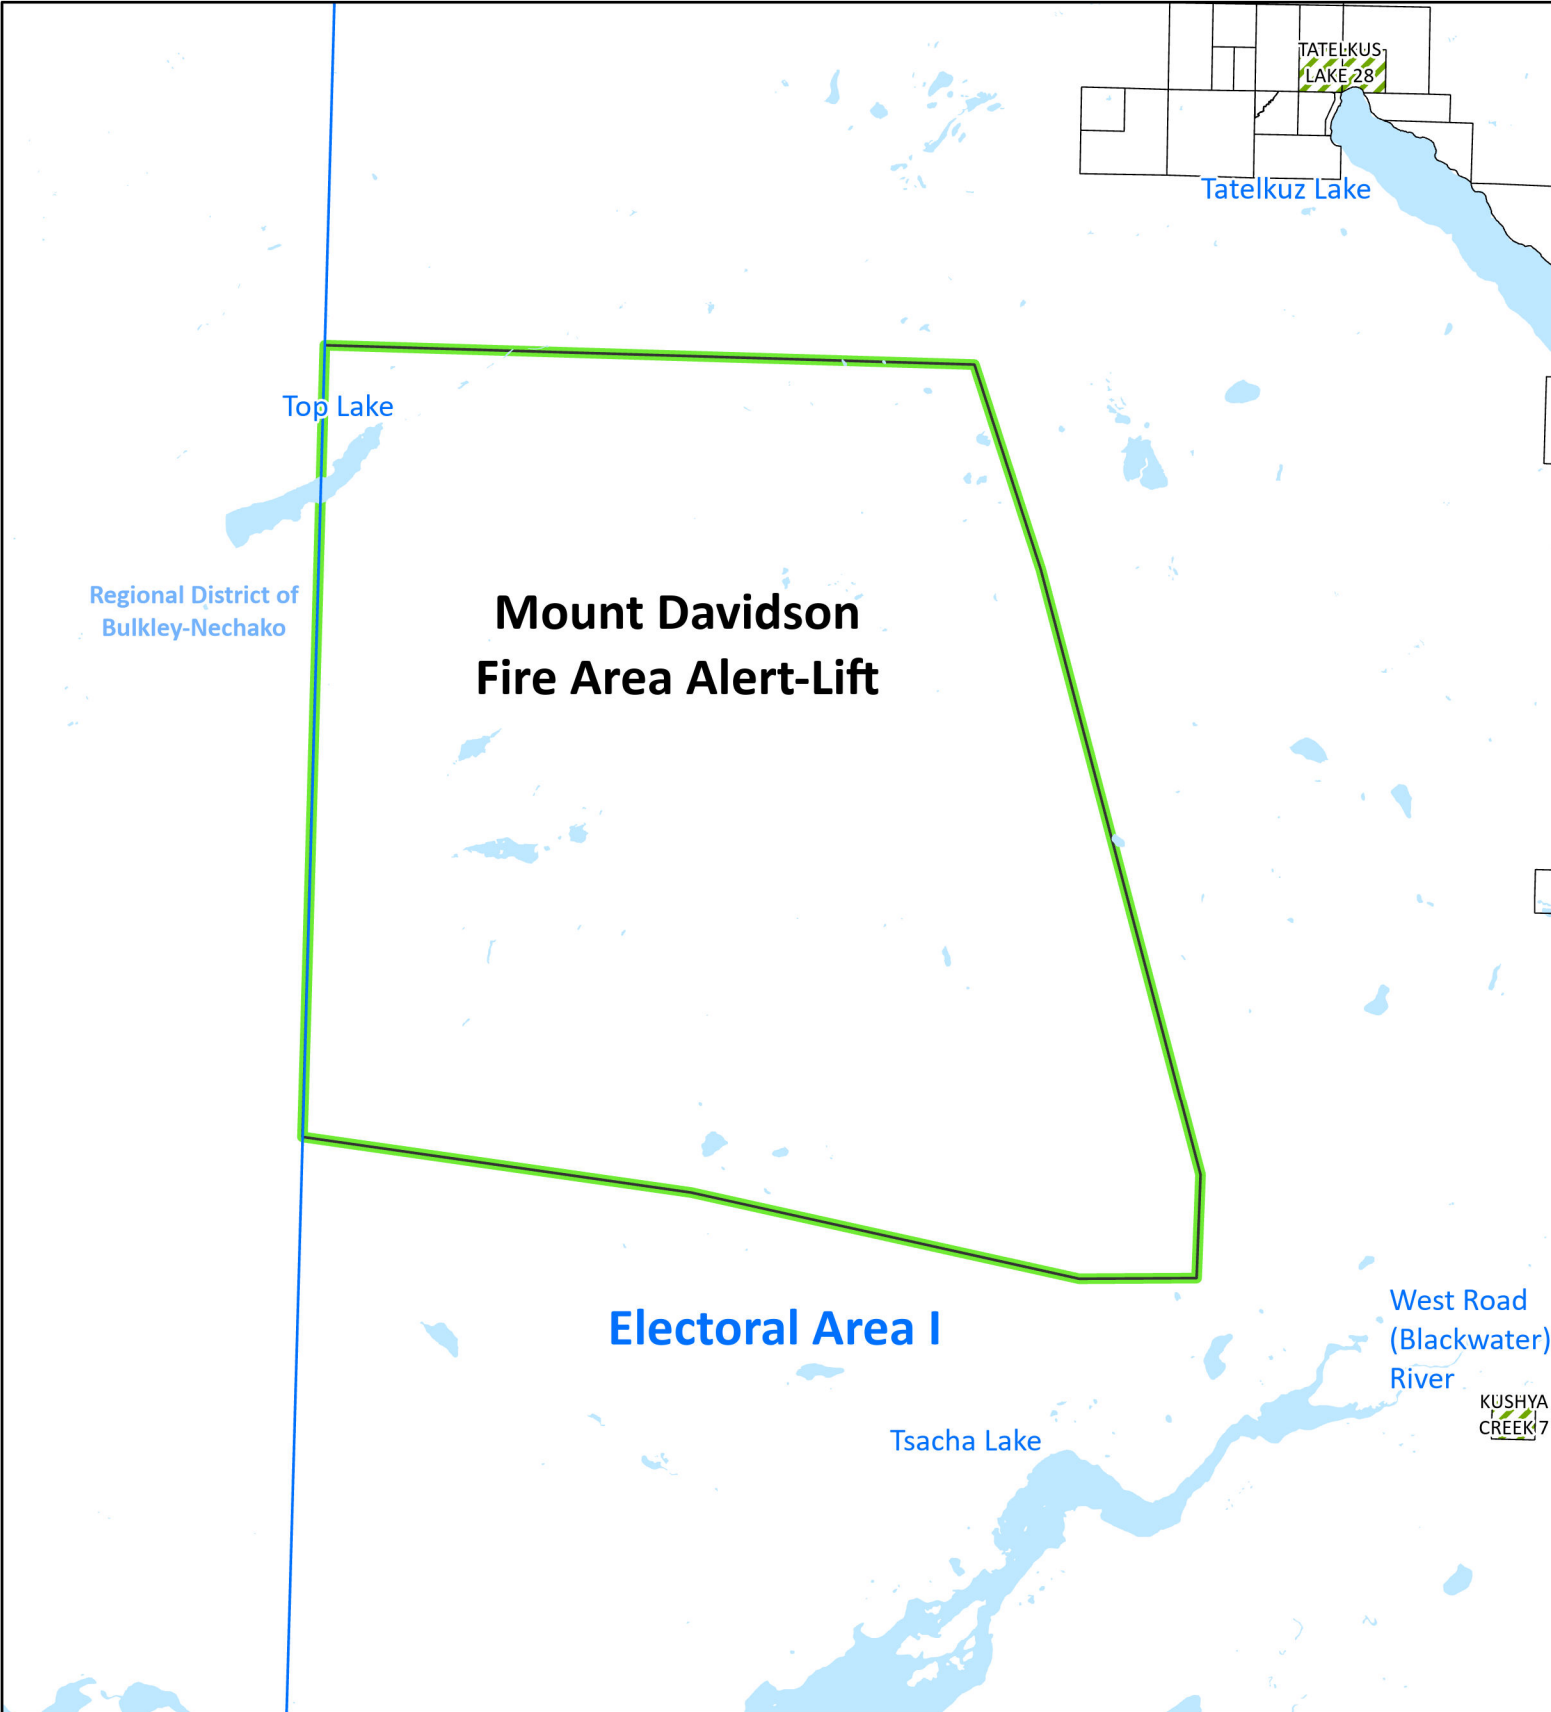 TATELKUS
LAKE 28
Tatelkuz Lake
Top Lake
Regional District of
Bulkley-Nechako
Mount Davidson
Fire Area Alert-Lift
Electoral Area I
West Road
(Blackwater)
River
KUSHYA
CREEK 7
Tsacha Lake